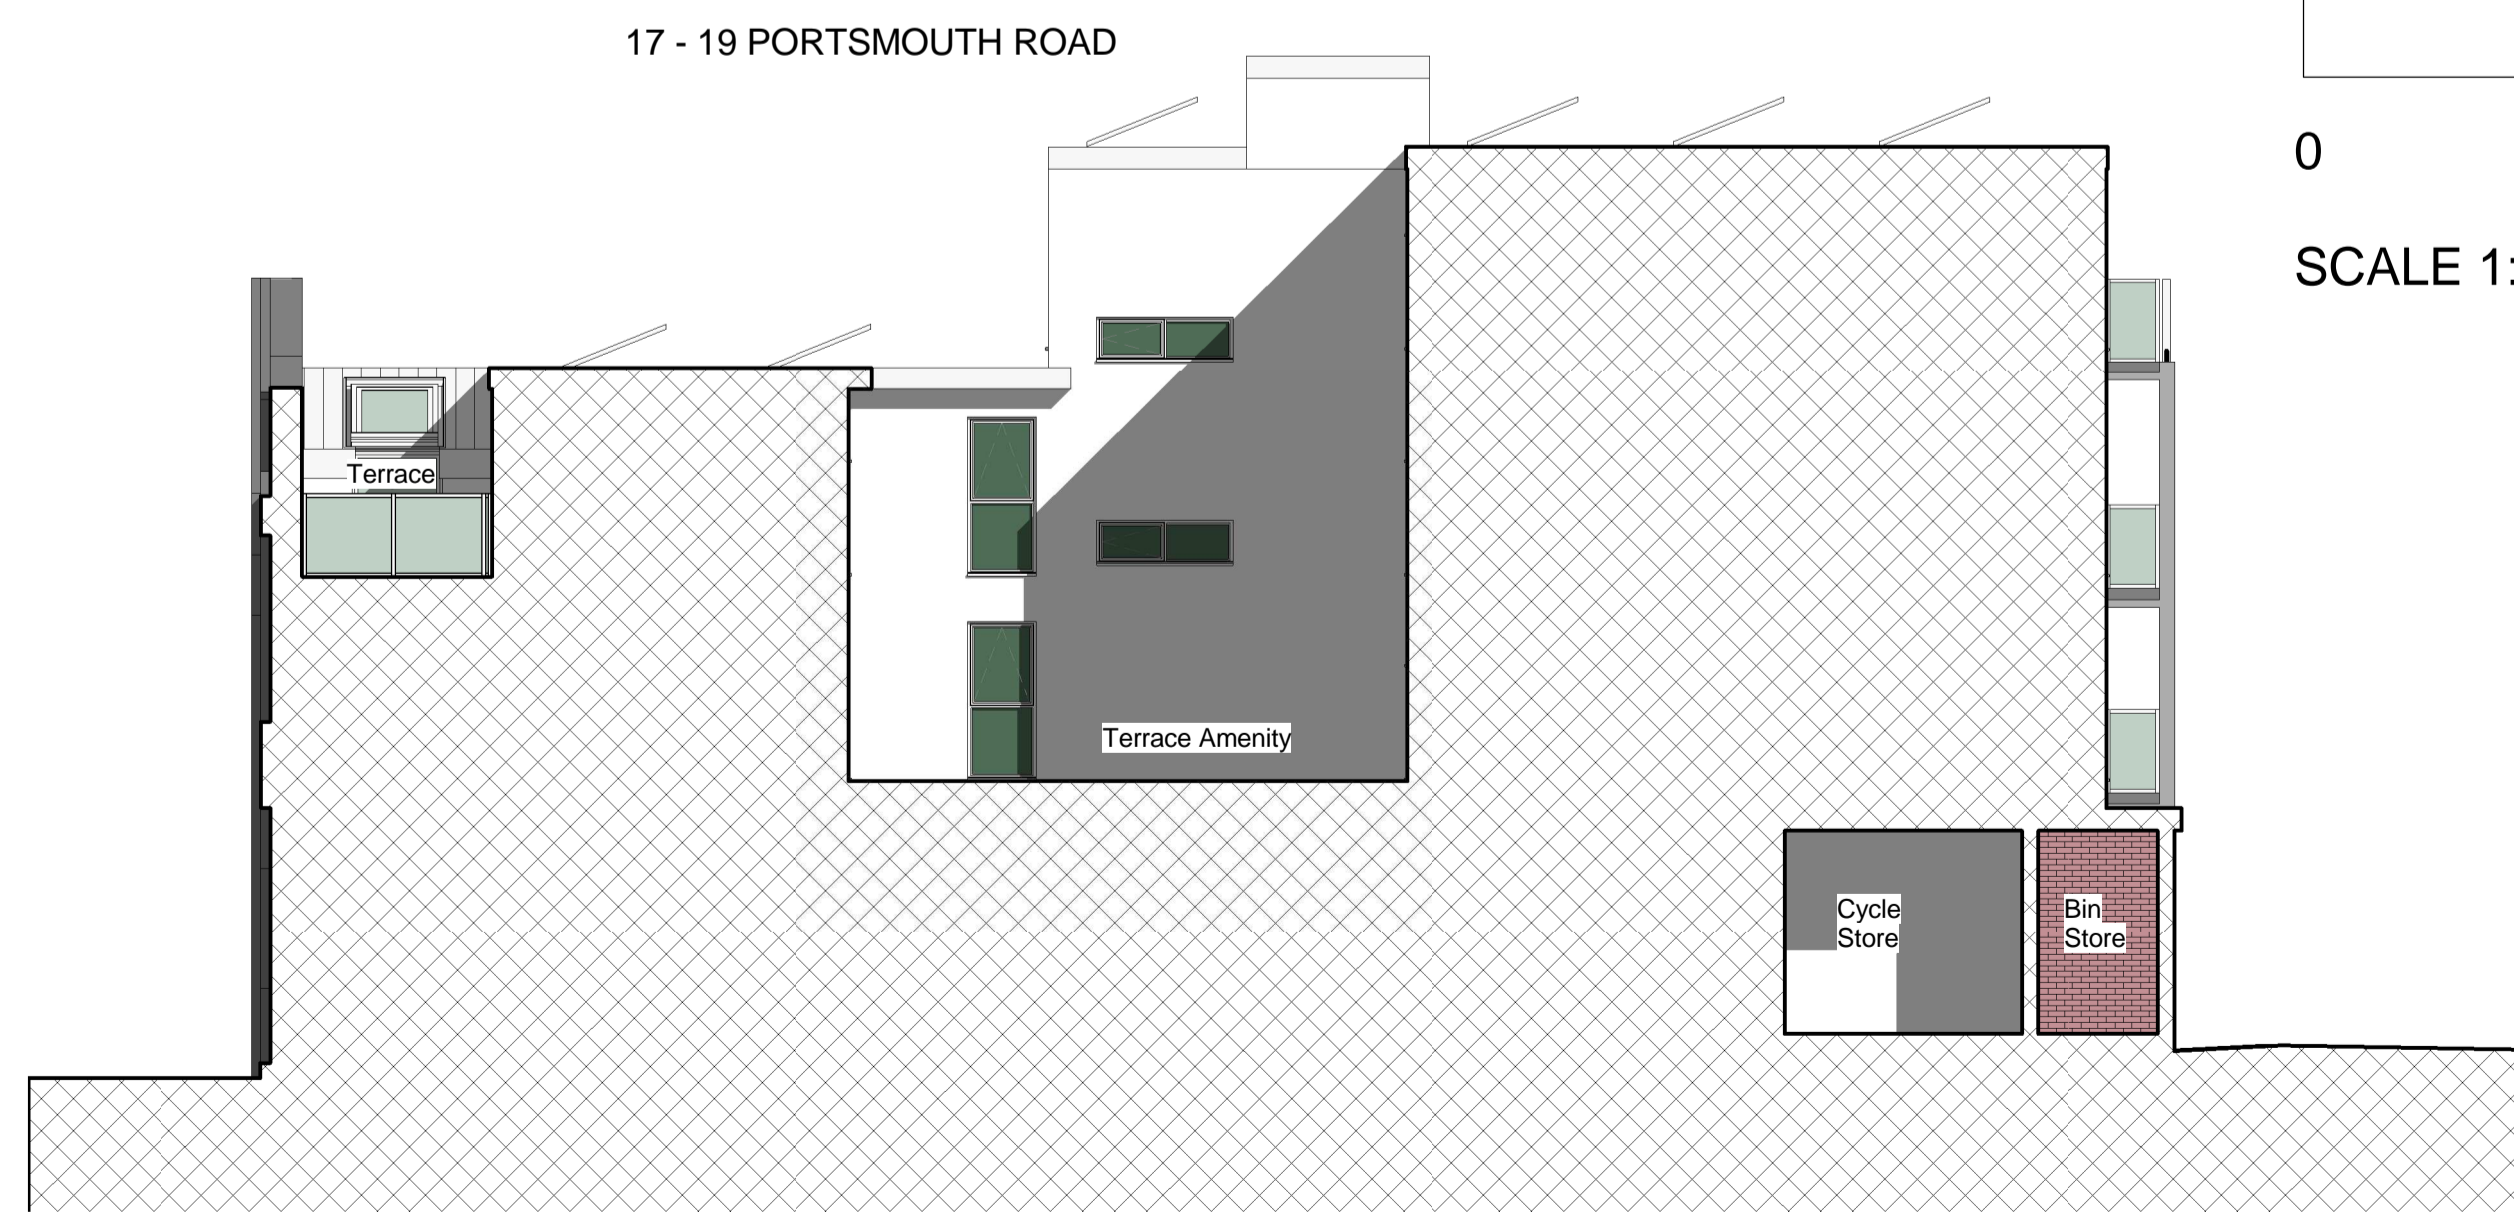 17 - 19 PORTSMOUTH ROAD
0
SCALE 1:
Terrace
Terrace Amenity
Cycle
Store
Bin
Store